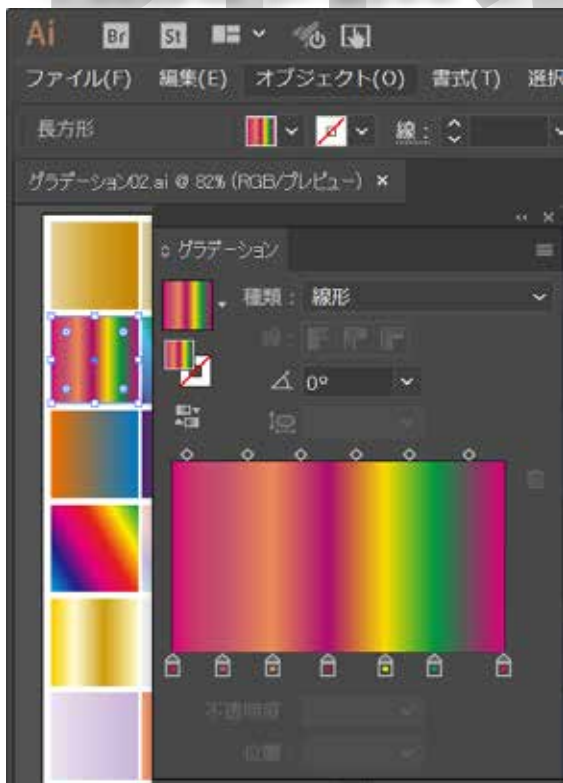 Ai Br St
ファイル(F) 編集(E) オブジェクト(O) 書式(T) 選択
長方形 線 :
グラデーション02.ai @ 82% (RGB/プレビュー) ×
グラデーション
種類 : 線形
線 :
0°
不透明度
位置